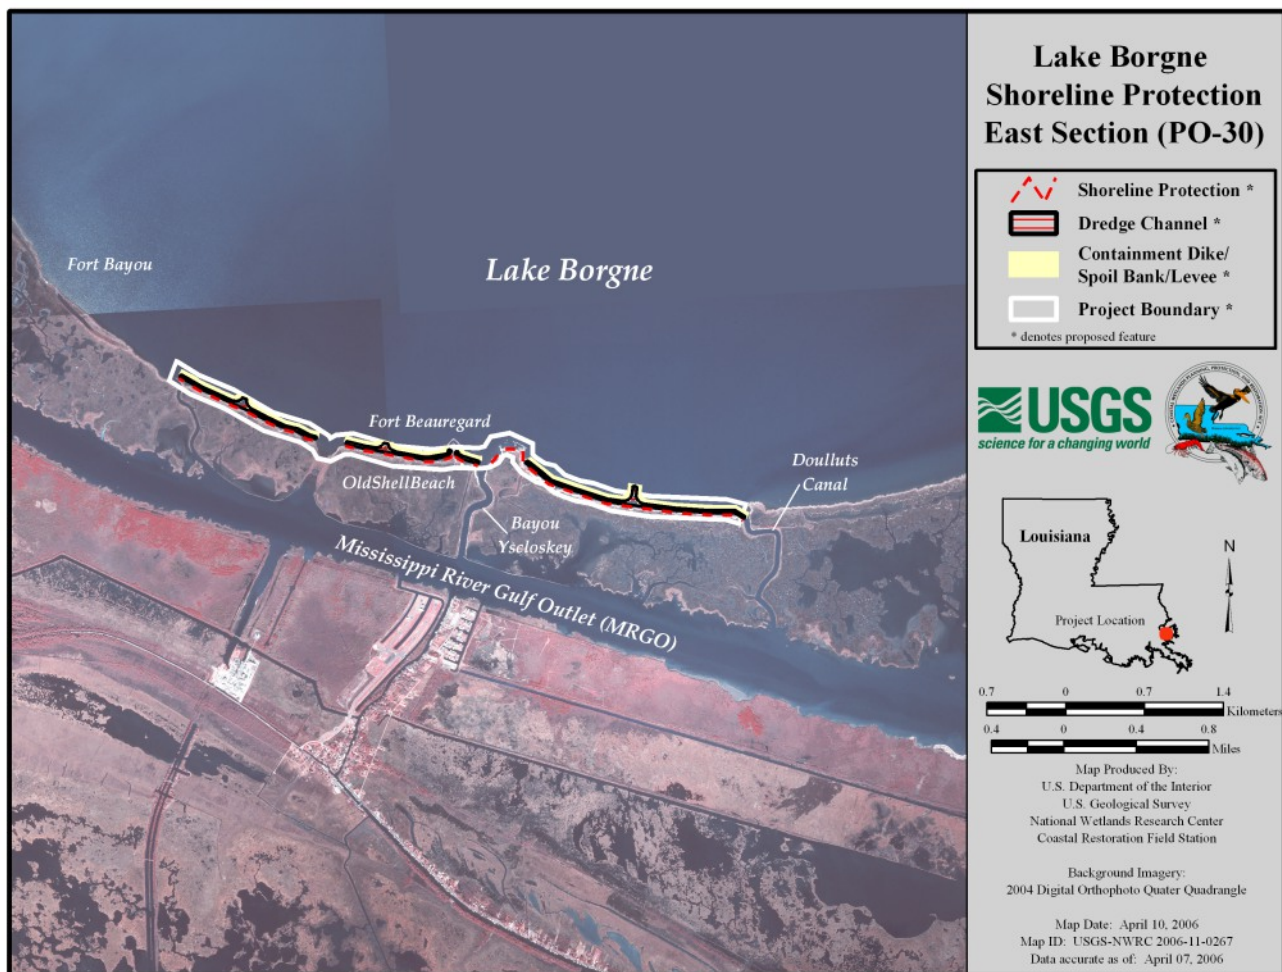 Lake Borgne
Shoreline Protection
East Section (PO-30)
Shoreline Protection *
Dredge Channel *
Containment Dike/
Spoil Bank/Levee *
Project Boundary *
* denotes proposed feature
Fort Bayou
Lake Borgne
Fort Beauregard
OldShellBeach
Bayou
Yscloskey
Doulluts
Canal
Mississippi River Gulf Outlet (MRGO)
USGS
science for a changing world
Louisiana
Project Location
N
0.7 0 0.7 1.4
Kilometers
0.4 0 0.4 0.8
Miles
Map Produced By:
U.S. Department of the Interior
U.S. Geological Survey
National Wetlands Research Center
Coastal Restoration Field Station
Background Imagery:
2004 Digital Orthophoto Quater Quadrangle
Map Date: April 10, 2006
Map ID: USGS-NWRC 2006-11-0267
Data accurate as of: April 07, 2006